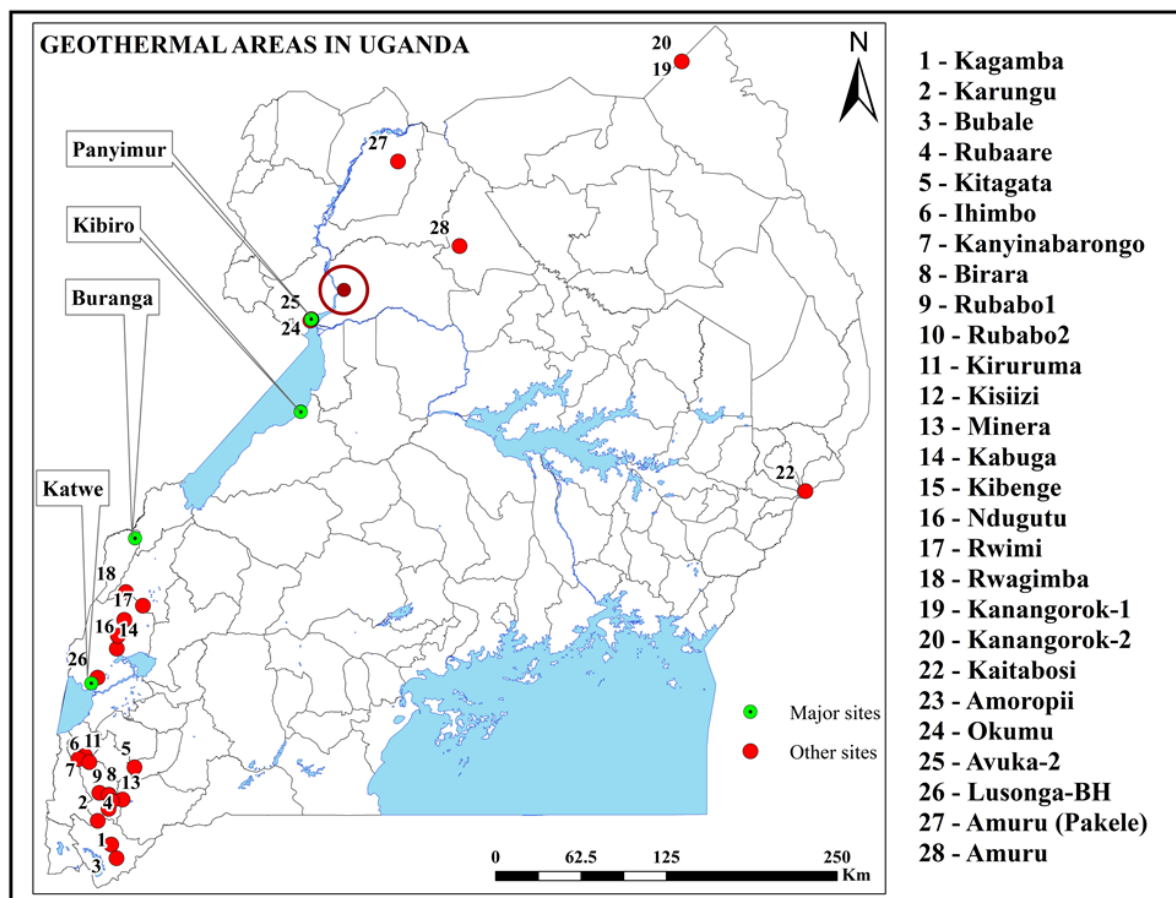 GEOTHERMAL AREAS IN UGANDA
N
20
19
Panyimur
27
Kibiro
28
Buranga
25
24
Katwe
22
18
17
16
14
26
6
11
5
7
9
8
13
2
4
1
3
Major sites
Other sites
0
62.5
125
250
Km
1 - Kagamba
2 - Karungu
3 - Bubale
4 - Rubaare
5 - Kitagata
6 - Ihimbo
7 - Kanyinabarongo
8 - Birara
9 - Rubabo1
10 - Rubabo2
11 - Kiruruma
12 - Kisiizi
13 - Minera
14 - Kabuga
15 - Kibenge
16 - Ndugutu
17 - Rwimi
18 - Rwagimba
19 - Kanangorok-1
20 - Kanangorok-2
22 - Kaitabosi
23 - Amoropii
24 - Okumu
25 - Avuka-2
26 - Lusonga-BH
27 - Amuru (Pakele)
28 - Amuru